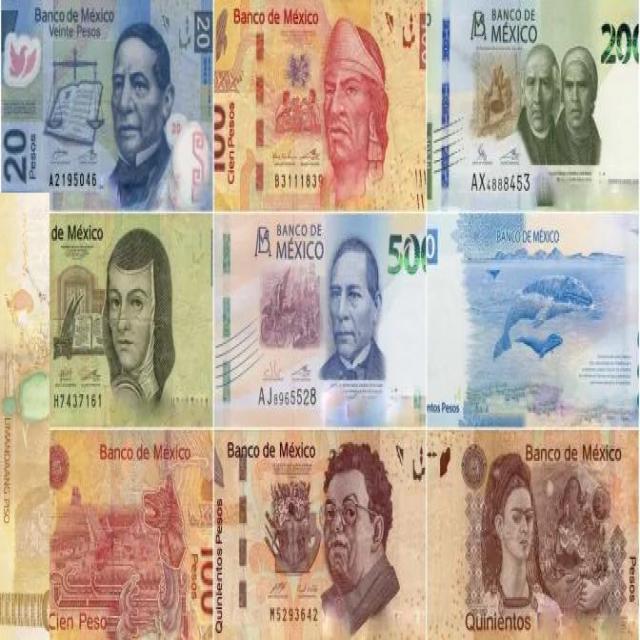 Banco de México
Veinte Pesos
20
20
Pesos
A2195046
Banco de México
100
Cien Pesos
B3111839
BANCO DE
MÉXICO
200
AX4888453
de México
H7437161
BANCO DE
MÉXICO
500
AJ8965528
BANCO DE MÉXICO
ntos Pesos
PISO
Banco de México
100
Pesos
Cien Peso
Banco de México
Quinientos Pesos
M5293642
Banco de México
Quinientos
Pesos